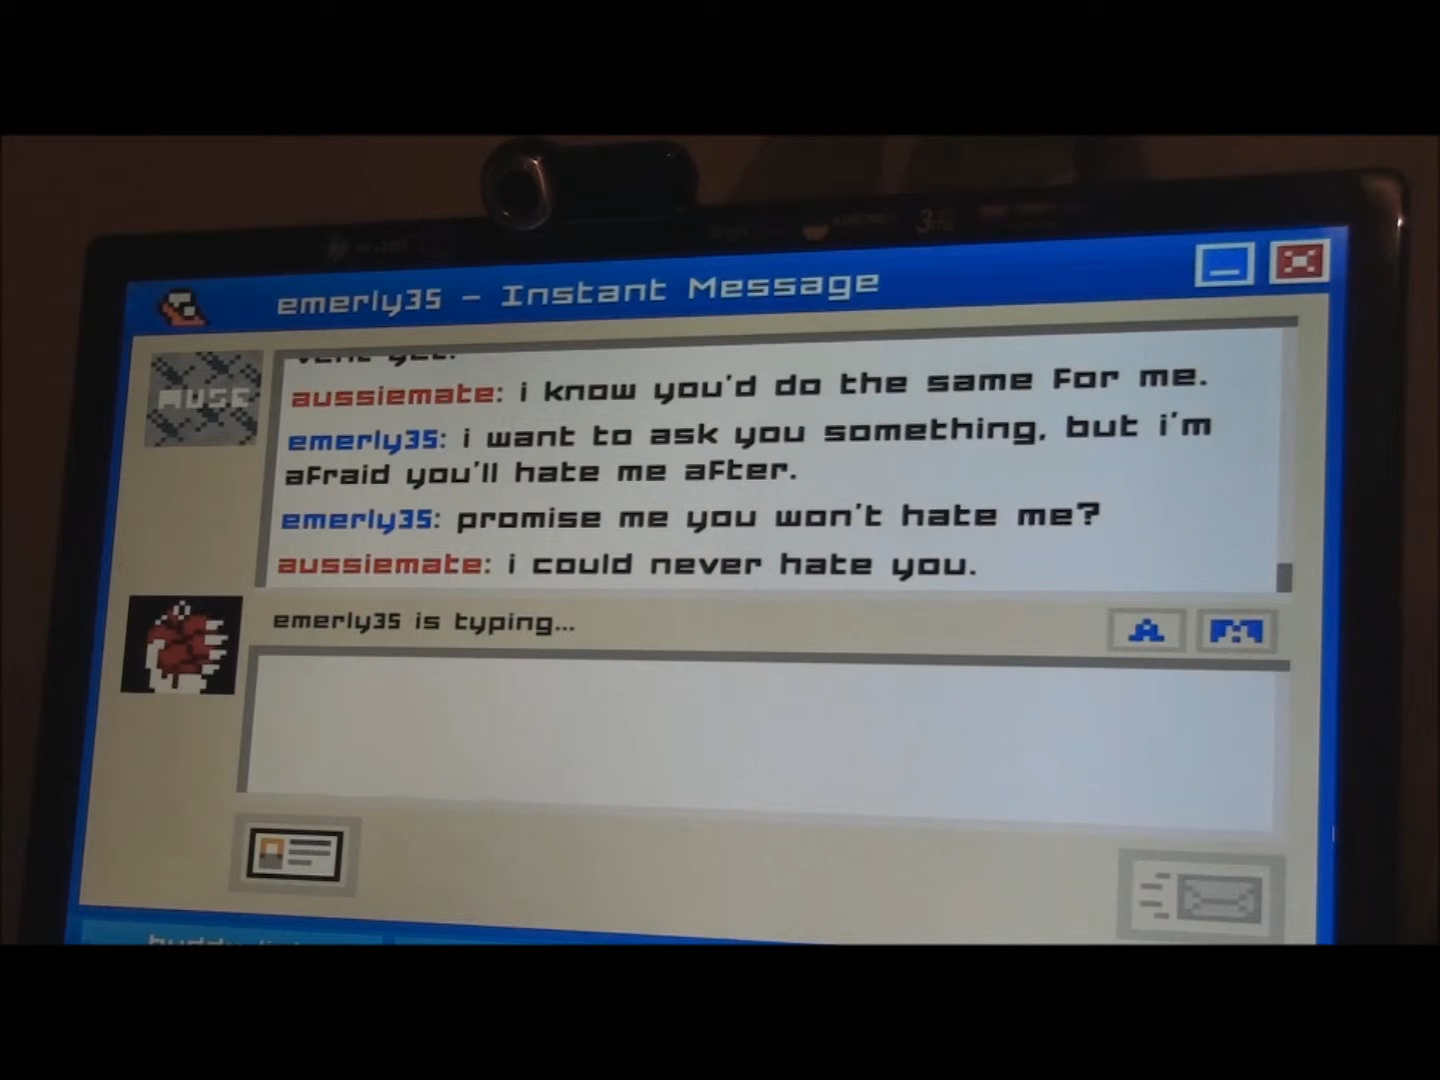 emerly35 - Instant Message
MUSE
aussiemate: i know you'd do the same for me.
emerly35: i want to ask you something, but i'm
afraid you'll hate me after.
emerly35: promise me you won't hate me?
aussiemate: i could never hate you.
emerly35 is typing...
A